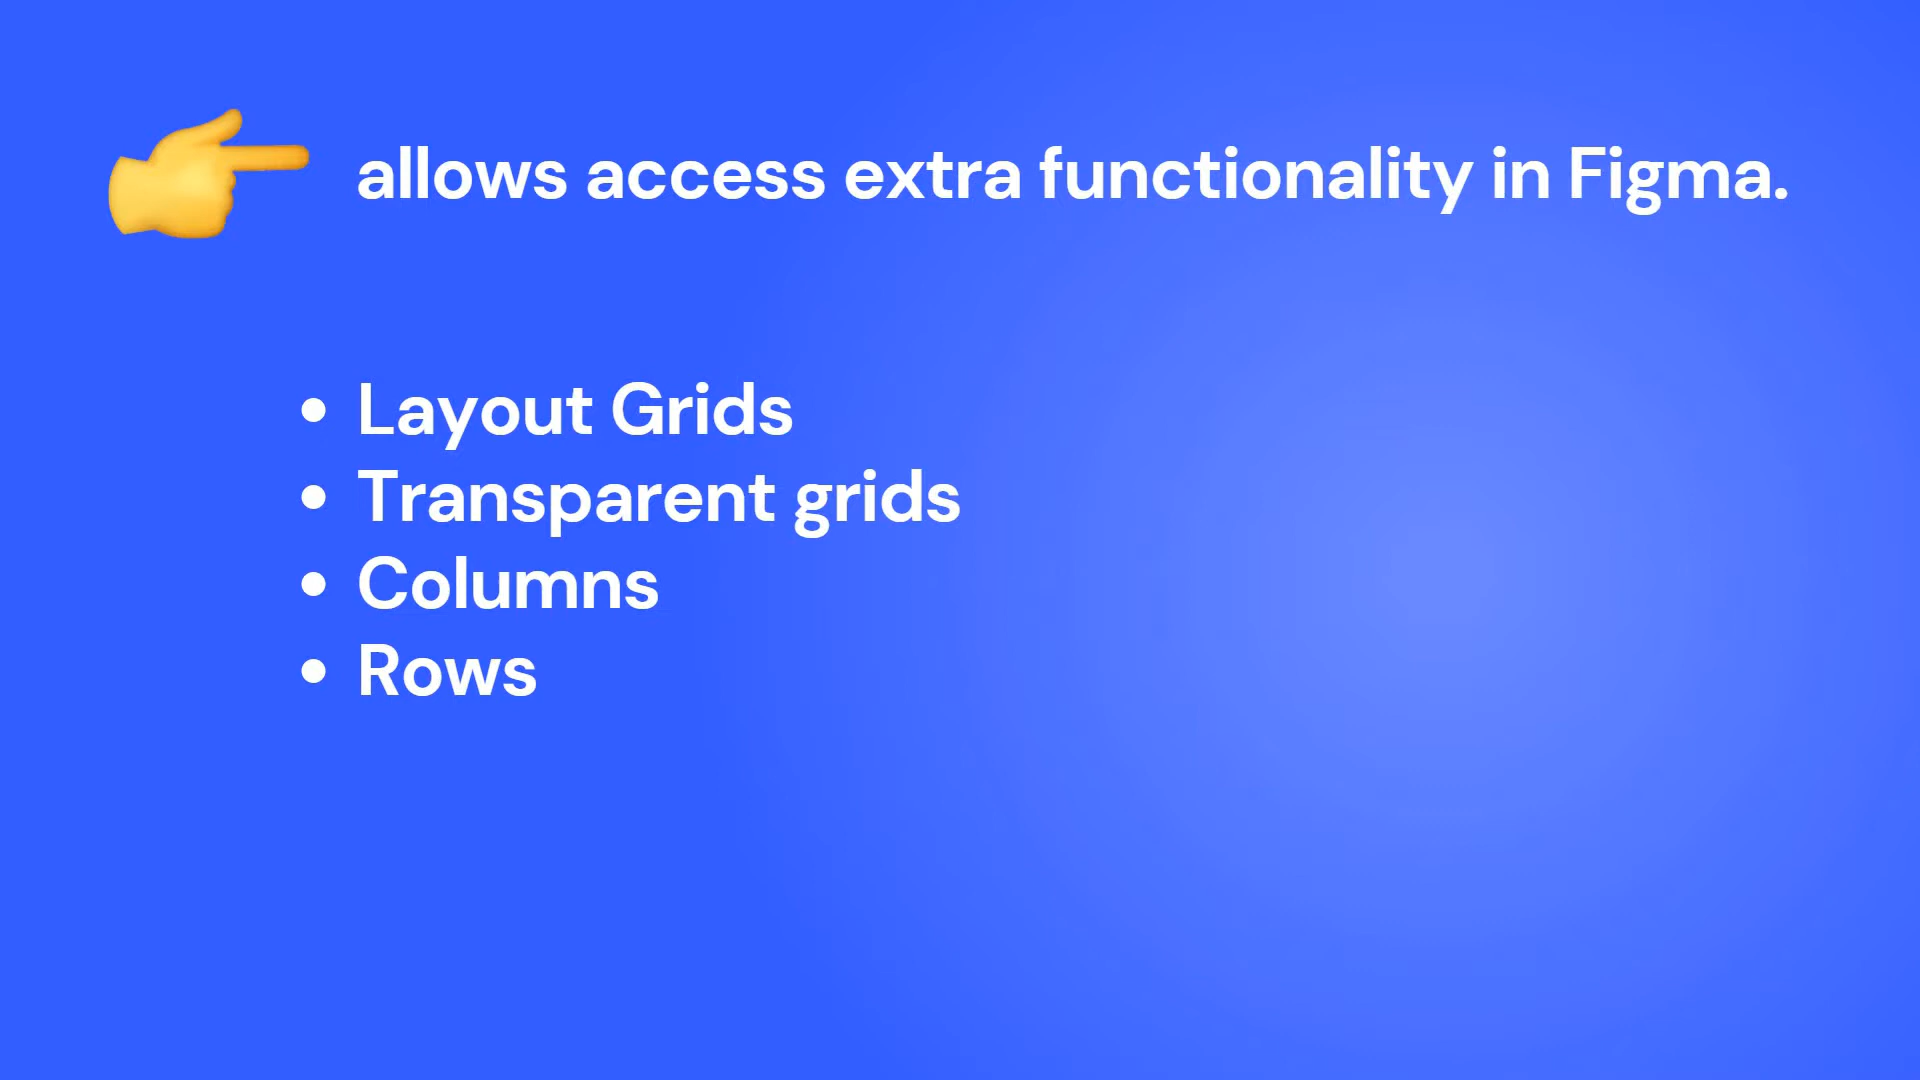 allows access extra functionality in Figma.
• Layout Grids
• Transparent grids
• Columns
• Rows